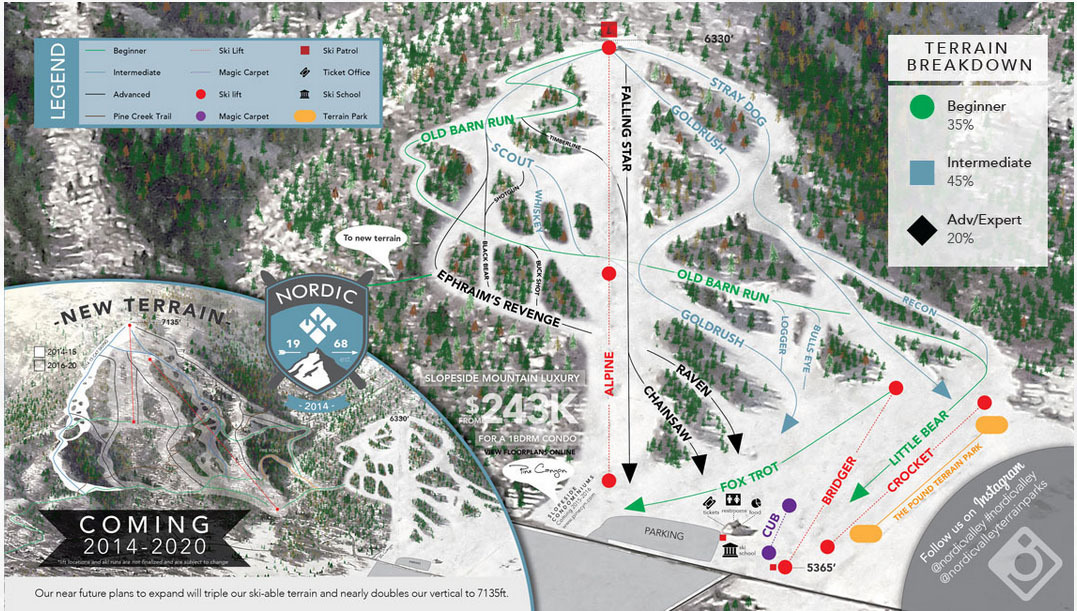 LEGEND
Beginner
Intermediate
Advanced
Pine Creek Trail
Ski Lift
Magic Carpet
Ski lift
Magic Carpet
Ski Patrol
Ticket Office
Ski School
Terrain Park
6330'
TERRAIN
BREAKDOWN
Beginner
35%
Intermediate
45%
Adv/Expert
20%
OLD BARN RUN
TIMBERLINE
SCOUT
SHOTGUN
WHISKEY
BLACK BEAR
BUCK SHOT
EPHRAIM'S REVENGE
FALLING STAR
GOLDRUSH
STRAY DOG
To new terrain
OLD BARN RUN
RECON
GOLDRUSH
LOGGER
BULLS EYE
ALPINE
RAVEN
CHAINSAW
FOX TROT
BRIDGER
LITTLE BEAR
CROCKET
THE POUND TERRAIN PARK
CUB
tickets
restrooms
food
school
PARKING
5365'
-NEW TERRAIN-
7135'
2014-15
2016-20
6330'
NORDIC
19 68
est.
- 2014 -
SLOPESIDE MOUNTAIN LUXURY
FROM $243K
FOR A 1BDRM CONDO
VIEW FLOORPLANS ONLINE
Pine Canyon
SLOPESIDE
CONDOMINIUMS
COMING
2014-2020
*lift locations and ski runs are not finalized and are subject to change
Our near future plans to expand will triple our ski-able terrain and nearly doubles our vertical to 7135ft.
Follow us on Instagram
@nordicvalley #nordicvalley
@nordicvalleyterrainparks